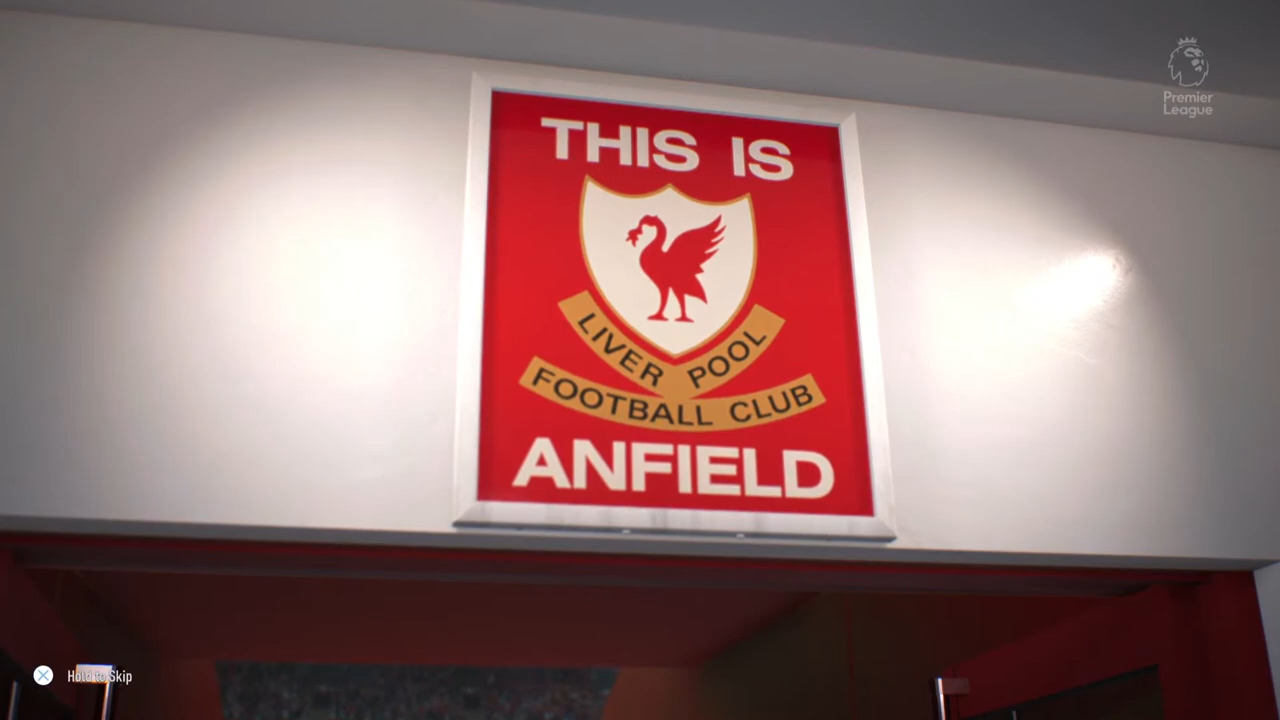 Premier
League
THIS IS
LIVER POOL
FOOTBALL CLUB
ANFIELD
Hold to Skip